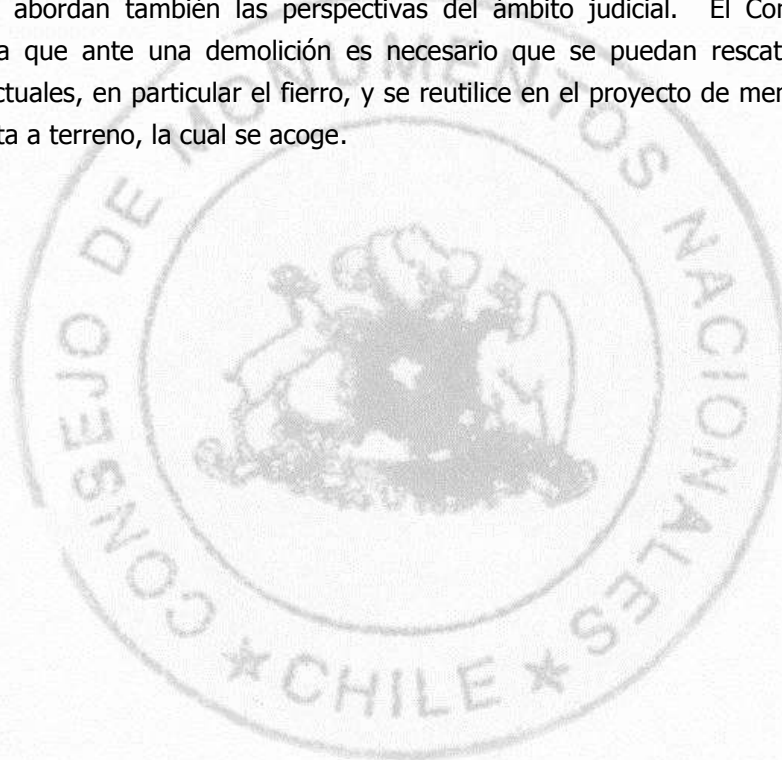 abordan también las perspectivas del ámbito judicial. El Con
a que ante una demolición es necesario que se puedan rescat
ctuales, en particular el fierro, y se reutilice en el proyecto de mer
ta a terreno, la cual se acoge.
CONSEJO DE MONUMENTOS NACIONALES
* CHILE *